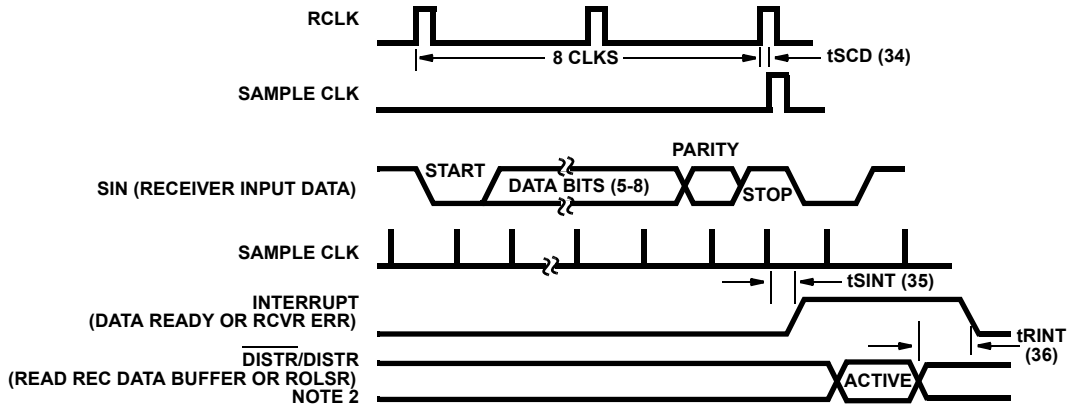 RCLK
8 CLKS
tSCD (34)
SAMPLE CLK
PARITY
START
SIN (RECEIVER INPUT DATA)
DATA BITS (5-8)
STOP
SAMPLE CLK
tSINT (35)
INTERRUPT
(DATA READY OR RCVR ERR)
tRINT
(36)
DISTR/DISTR
(READ REC DATA BUFFER OR ROLSR)
ACTIVE
NOTE 2